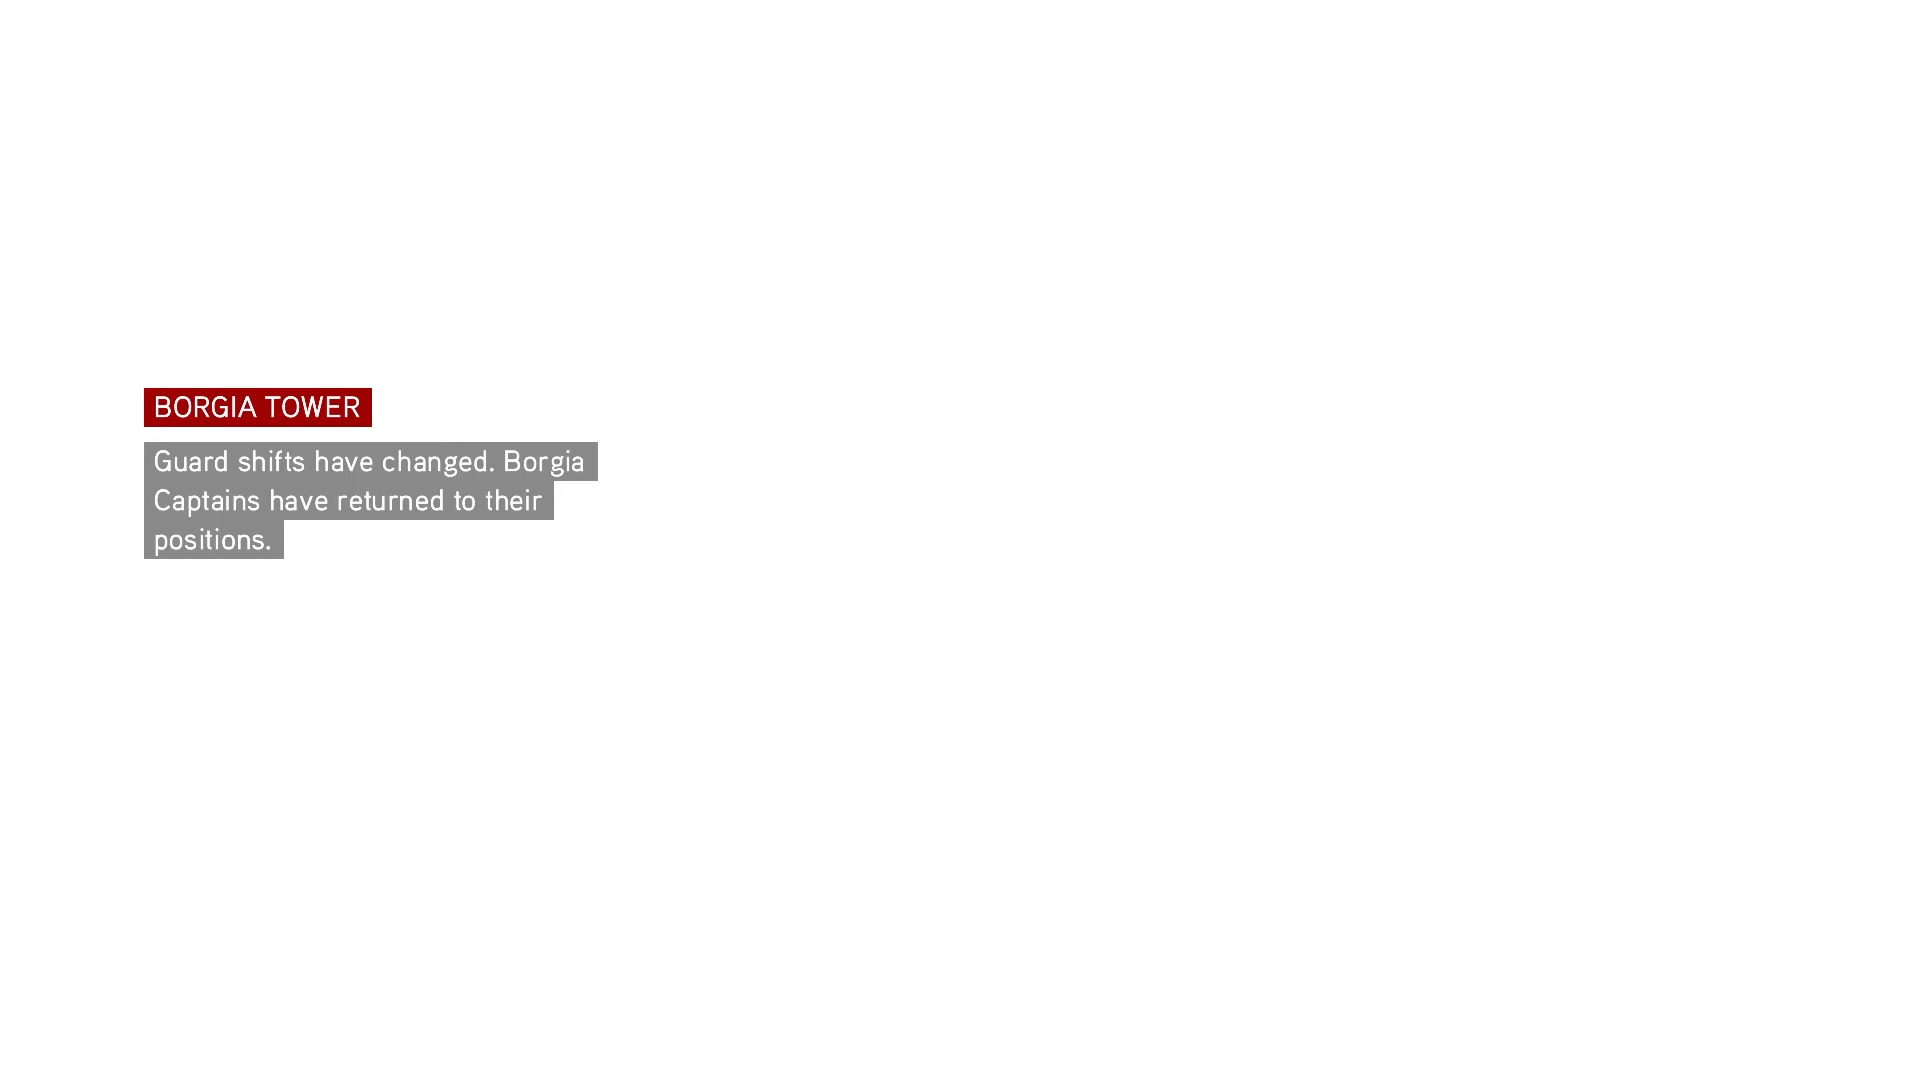 BORGIA TOWER
Guard shifts have changed. Borgia
Captains have returned to their
positions.